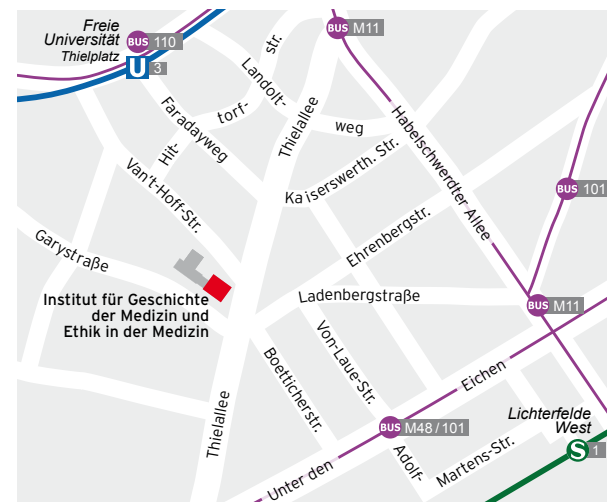 Freie
Universität
Thielplatz
BUS 110
U 3
BUS M11
Landolt-
weg
Hit-
torf-
str.
Faradayweg
Thielallee
Habelschwerdter Allee
Van't-Hoff-Str.
Kaiserswerth. Str.
BUS 101
Garystraße
Ehrenbergstr.
Institut für Geschichte
der Medizin und
Ethik in der Medizin
Ladenbergstraße
BUS M11
Boetticherstr.
Von-Laue-Str.
Thielallee
Unter den
Eichen
BUS M48/101
Adolf-
Martens-Str.
Lichterfelde
West
S 1